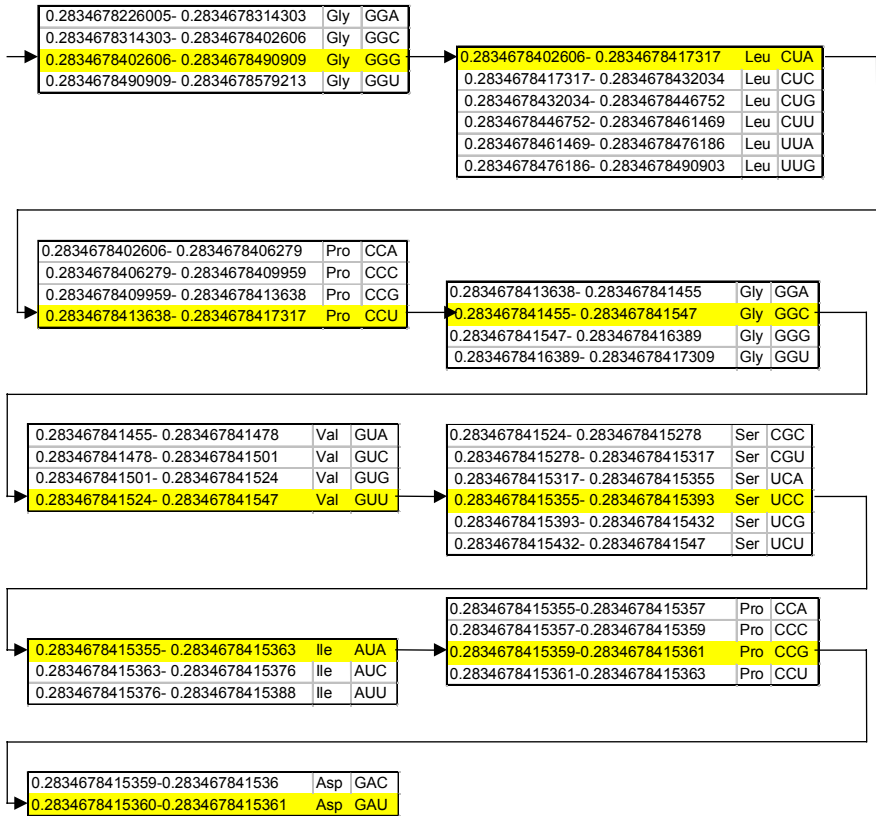 0.2834678226005- 0.2834678314303 Gly GGA
0.2834678314303- 0.2834678402606 Gly GGC
0.2834678402606- 0.2834678490909 Gly GGG
0.2834678490909- 0.2834678579213 Gly GGU
0.2834678402606- 0.2834678417317 Leu CUA
0.2834678417317- 0.2834678432034 Leu CUC
0.2834678432034- 0.2834678446752 Leu CUG
0.2834678446752- 0.2834678461469 Leu CUU
0.2834678461469- 0.2834678476186 Leu UUA
0.2834678476186- 0.2834678490903 Leu UUG
0.2834678402606- 0.2834678406279 Pro CCA
0.2834678406279- 0.2834678409959 Pro CCC
0.2834678409959- 0.2834678413638 Pro CCG
0.2834678413638- 0.2834678417317 Pro CCU
0.2834678413638- 0.283467841455 Gly GGA
0.283467841455- 0.283467841547 Gly GGC
0.283467841547- 0.2834678416389 Gly GGG
0.2834678416389- 0.2834678417309 Gly GGU
0.283467841455- 0.283467841478 Val GUA
0.283467841478- 0.283467841501 Val GUC
0.283467841501- 0.283467841524 Val GUG
0.283467841524- 0.283467841547 Val GUU
0.283467841524- 0.2834678415278 Ser CGC
0.2834678415278- 0.2834678415317 Ser CGU
0.2834678415317- 0.2834678415355 Ser UCA
0.2834678415355- 0.2834678415393 Ser UCC
0.2834678415393- 0.2834678415432 Ser UCG
0.2834678415432- 0.283467841547 Ser UCU
0.2834678415355- 0.2834678415363 Ile AUA
0.2834678415363- 0.2834678415376 Ile AUC
0.2834678415376- 0.2834678415388 Ile AUU
0.2834678415355-0.2834678415357 Pro CCA
0.2834678415357-0.2834678415359 Pro CCC
0.2834678415359-0.2834678415361 Pro CCG
0.2834678415361-0.2834678415363 Pro CCU
0.2834678415359-0.283467841536 Asp GAC
0.2834678415360-0.2834678415361 Asp GAU